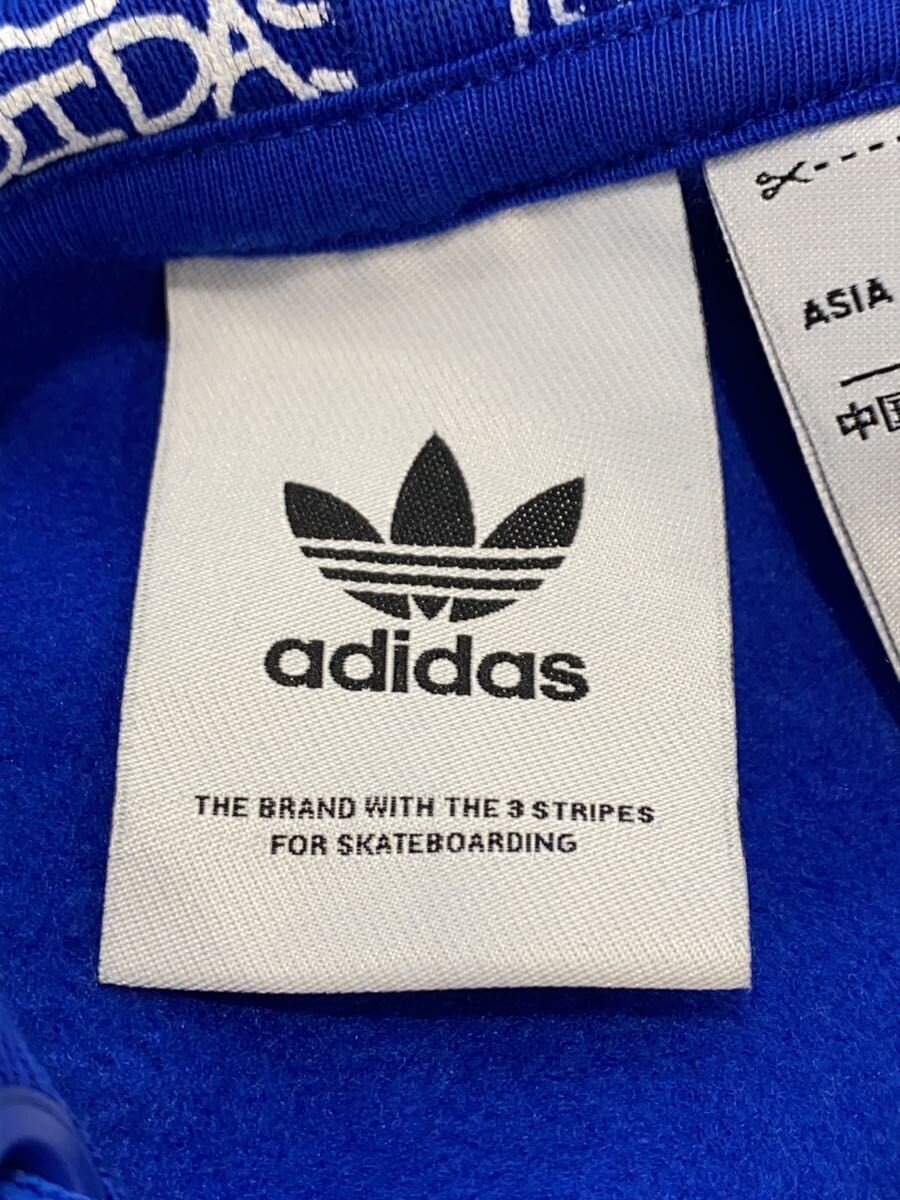 ASIA
adidas
THE BRAND WITH THE 3 STRIPES
FOR SKATEBOARDING